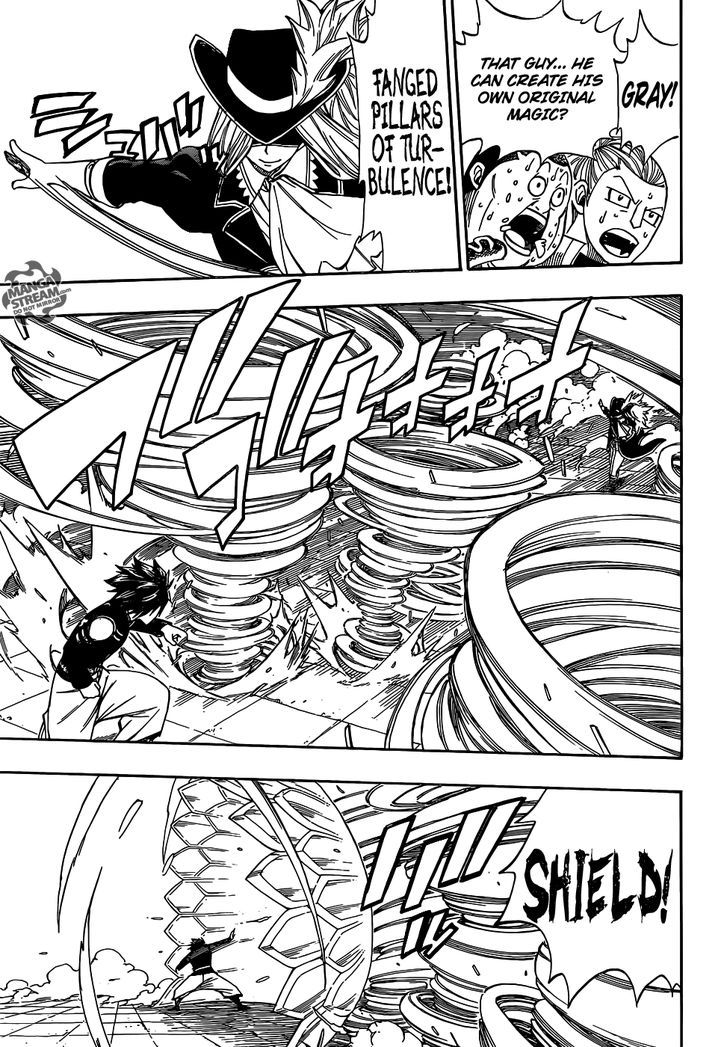 GRAY!
THAT GUY... HE
CAN CREATE HIS
OWN ORIGINAL
MAGIC?
FANGED
PILLARS
OF TUR-
BULENCE!
MANGA
STREAM.com
DO NOT MIRROR!
SHIELD!